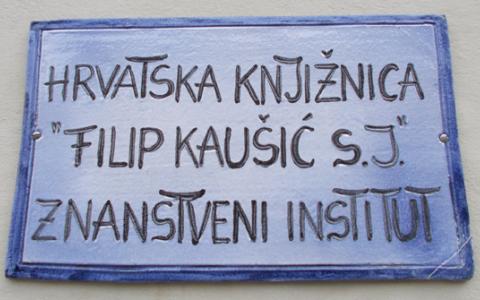 HRVATSKA KNJIŽNICA
"FILIP KAUŠIĆ S.J."
ZNANSTVENI INSTITUT